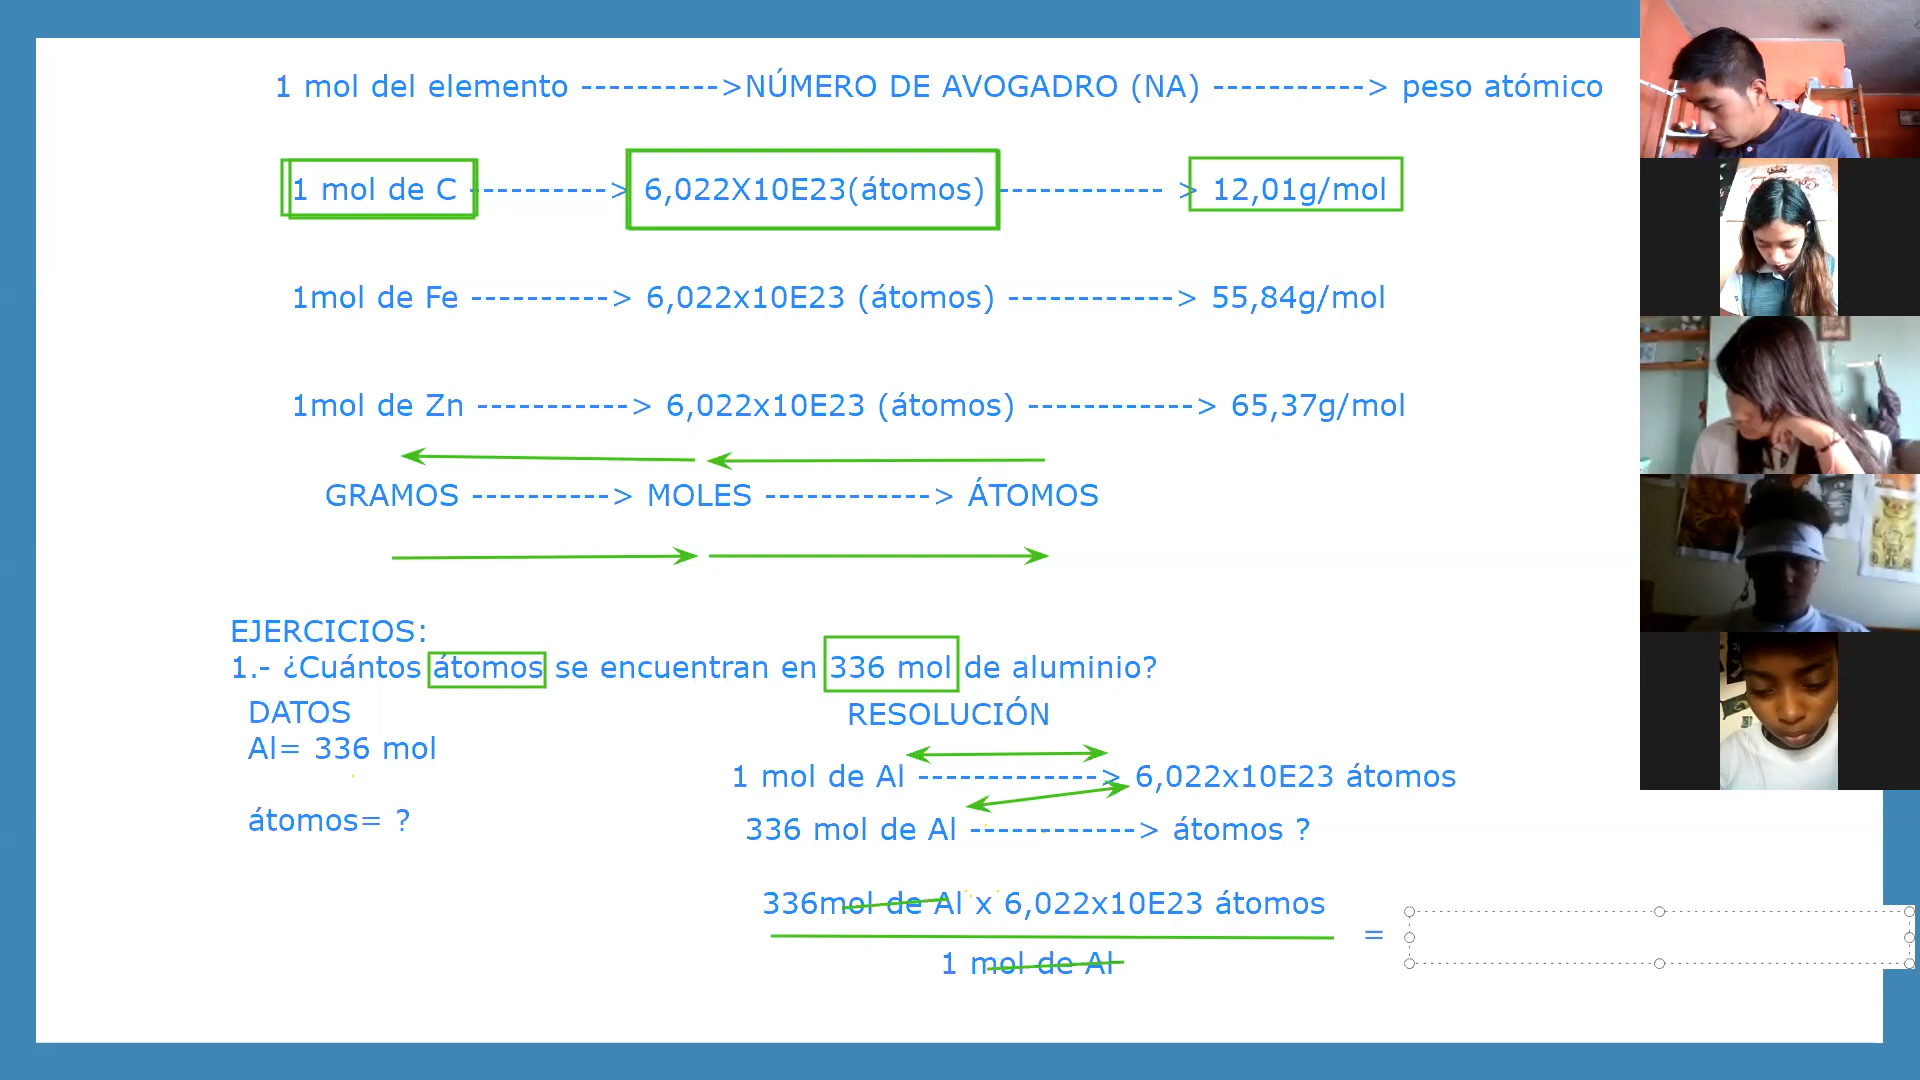 1 mol del elemento ---------->NÚMERO DE AVOGADRO (NA) -----------> peso atómico
1 mol de C ----------> 6,022X10E23(átomos) ------------ > 12,01g/mol
1mol de Fe ----------> 6,022x10E23 (átomos) ------------> 55,84g/mol
1mol de Zn -----------> 6,022x10E23 (átomos) ------------> 65,37g/mol
GRAMOS ----------> MOLES ------------> ÁTOMOS
EJERCICIOS:
1.- ¿Cuántos átomos se encuentran en 336 mol de aluminio?
DATOS
Al= 336 mol
átomos= ?
RESOLUCIÓN
1 mol de Al -------------> 6,022x10E23 átomos
336 mol de Al ------------> átomos ?
336mol de Al x 6,022x10E23 átomos
=
1 mol de Al